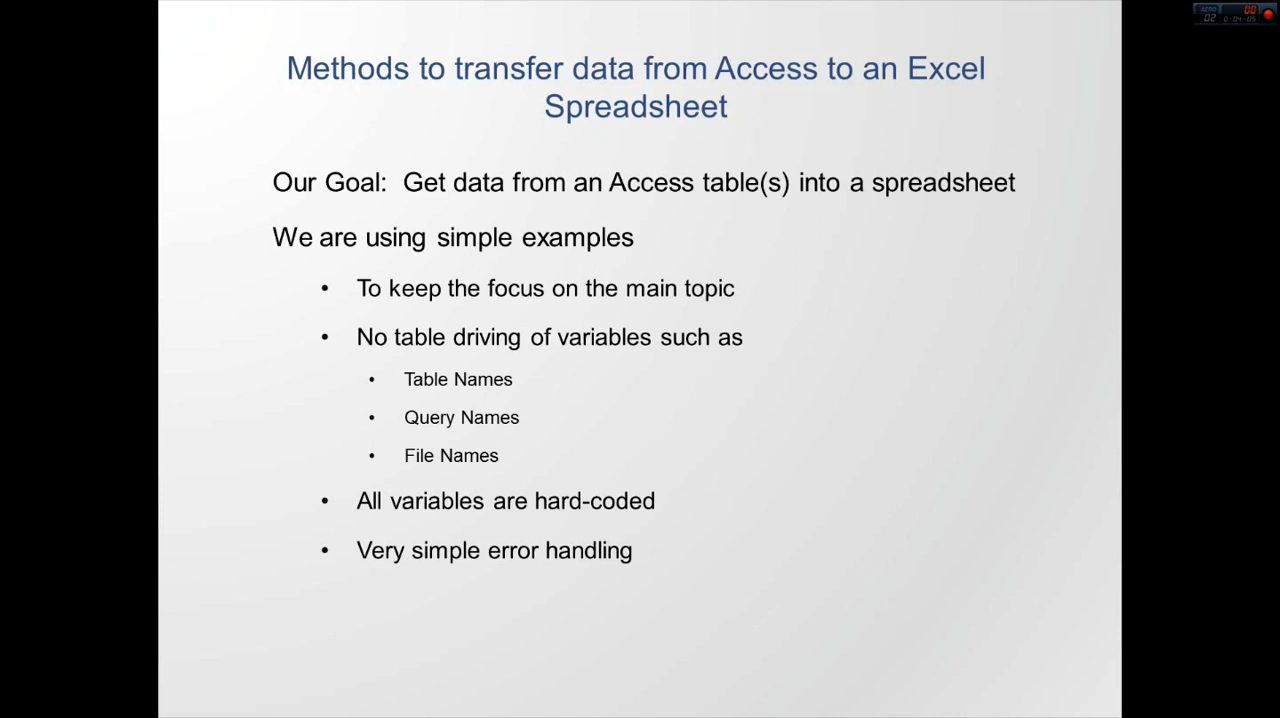 Methods to transfer data from Access to an Excel
Spreadsheet
Our Goal: Get data from an Access table(s) into a spreadsheet
We are using simple examples
• To keep the focus on the main topic
• No table driving of variables such as
• Table Names
• Query Names
• File Names
• All variables are hard-coded
• Very simple error handling